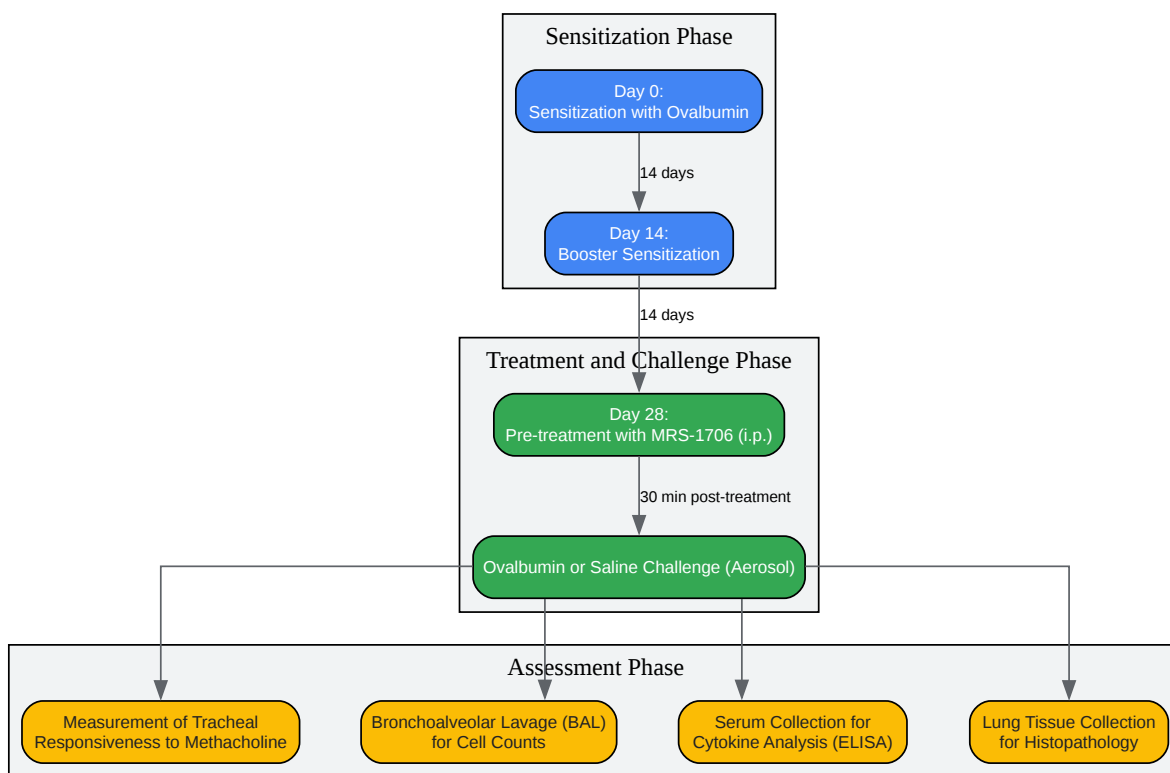 Sensitization Phase
Day 0:
Sensitization with Ovalbumin
14 days
Day 14:
Booster Sensitization
14 days
Treatment and Challenge Phase
Day 28:
Pre-treatment with MRS-1706 (i.p.)
30 min post-treatment
Ovalbumin or Saline Challenge (Aerosol)
Assessment Phase
Measurement of Tracheal
Responsiveness to Methacholine
Bronchoalveolar Lavage (BAL)
for Cell Counts
Serum Collection for
Cytokine Analysis (ELISA)
Lung Tissue Collection
for Histopathology